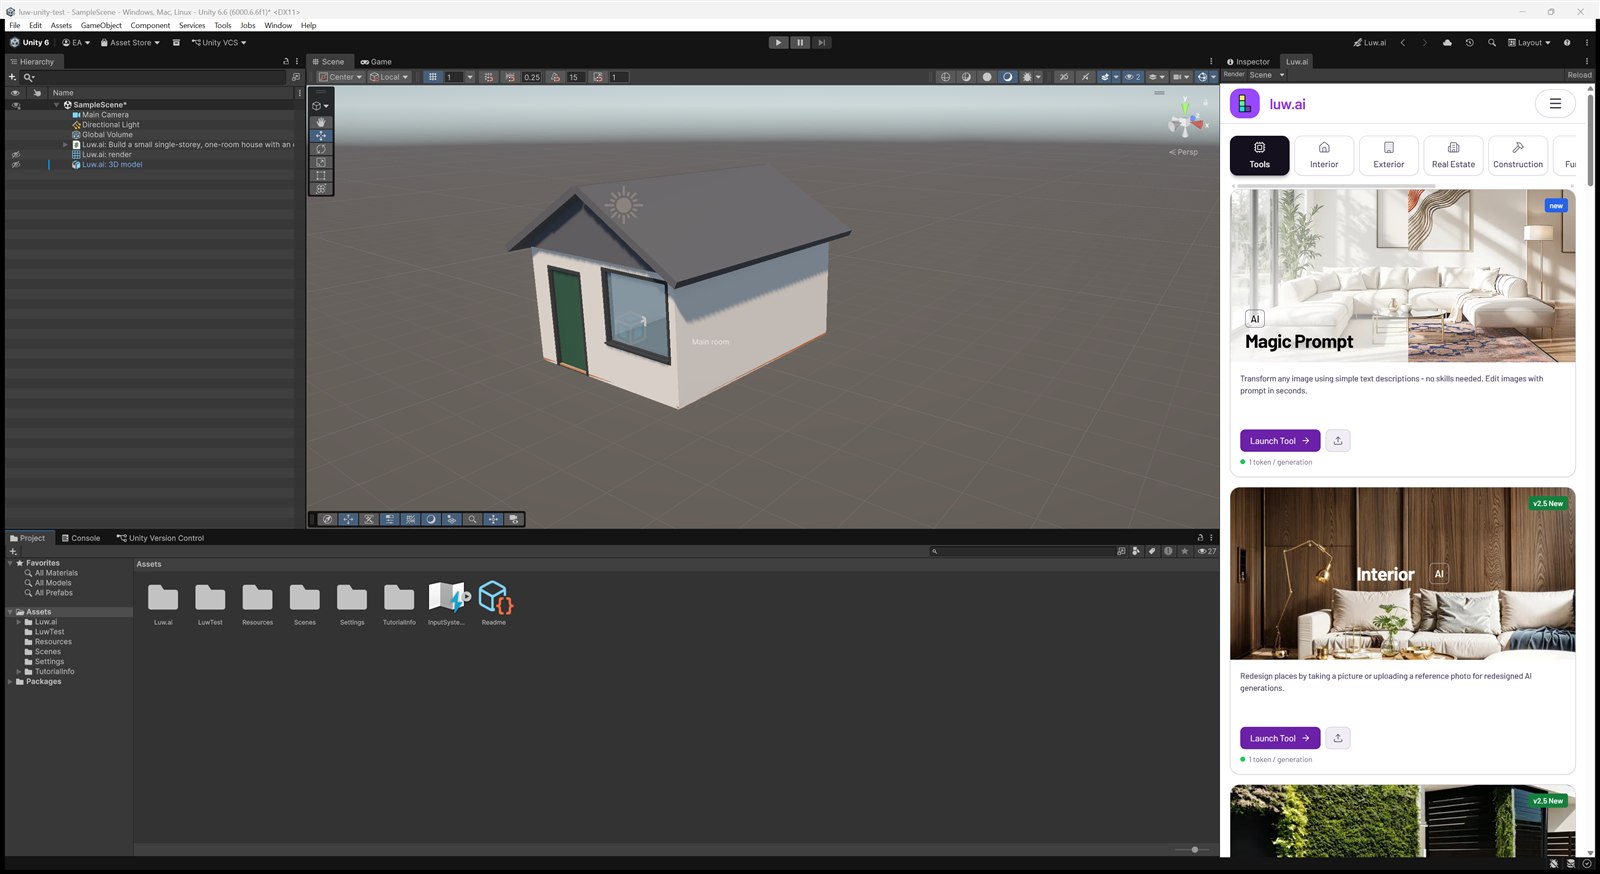 luw-unity-test - SampleScene - Windows, Mac, Linux - Unity 6.6 (6000.6.6f1)* <DX11>
File Edit Assets GameObject Component Services Tools Jobs Window Help
Unity 6 EA Asset Store Unity VCS Luw.ai Layout
Hierarchy
Name
SampleScene*
Main Camera
Directional Light
Global Volume
Luw.ai: Build a small single-storey, one-room house with an
Luw.ai: render
Luw.ai: 3D model
Scene Game
Center Local 1 0.25 15 1 2
y
x
z
Persp
Main room
Inspector Luw.ai
Render Scene Reload
luw.ai
Tools Interior Exterior Real Estate Construction Fu
new
AI
Magic Prompt
Transform any image using simple text descriptions - no skills needed. Edit images with
prompt in seconds.
Launch Tool
1 token / generation
v2.5 New
Interior AI
Redesign places by taking a picture or uploading a reference photo for redesigned AI
generations.
Launch Tool
1 token / generation
v2.5 New
Project Console Unity Version Control
27
Favorites
All Materials
All Models
All Prefabs
Assets
Luw.ai
LuwTest
Resources
Scenes
Settings
TutorialInfo
Packages
Assets
Luw.ai LuwTest Resources Scenes Settings TutorialInfo InputSyste... Readme